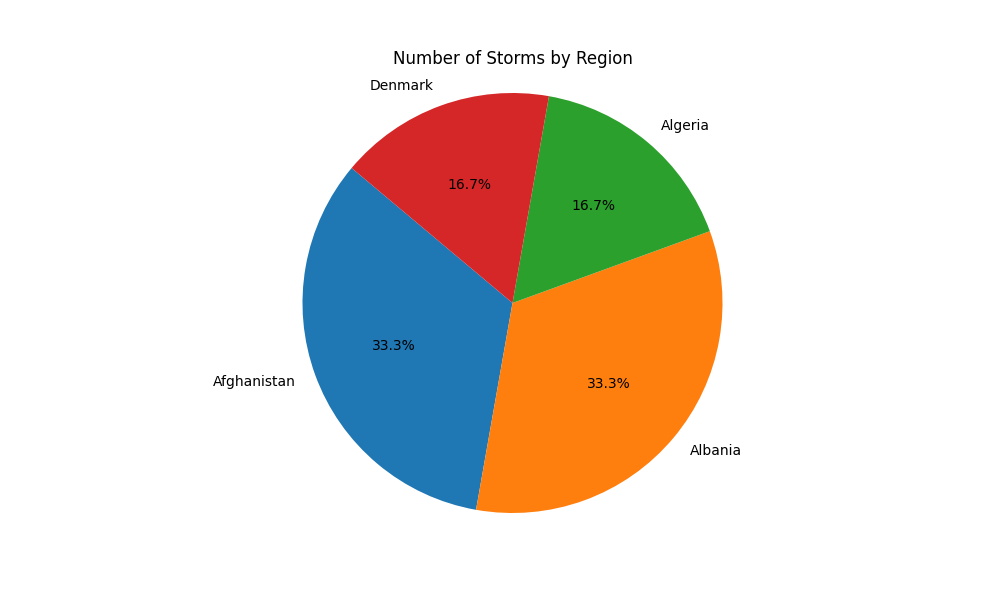 Number of Storms by Region
Denmark
Algeria
16.7%
16.7%
33.3%
Afghanistan
33.3%
Albania